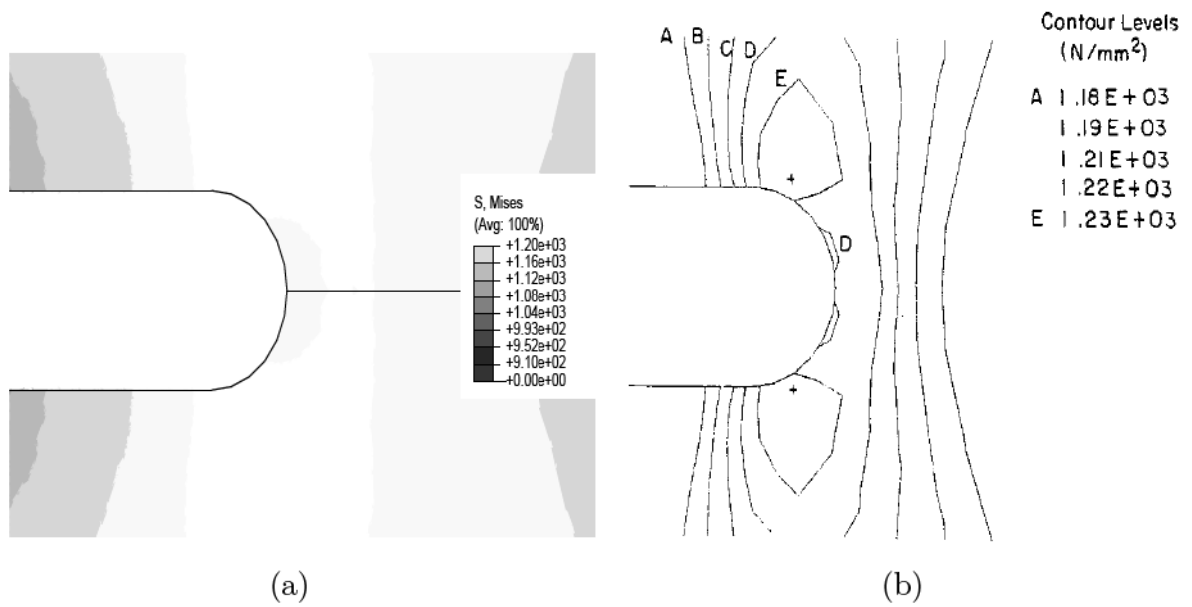 S, Mises
(Avg: 100%)
+1.20e+03
+1.16e+03
+1.12e+03
+1.08e+03
+1.04e+03
+9.93e+02
+9.52e+02
+9.10e+02
+0.00e+00
(a)
A B C D
E
D
Contour Levels
(N/mm²)
A 1.18E+03
1.19E+03
1.21E+03
1.22E+03
E 1.23E+03
(b)